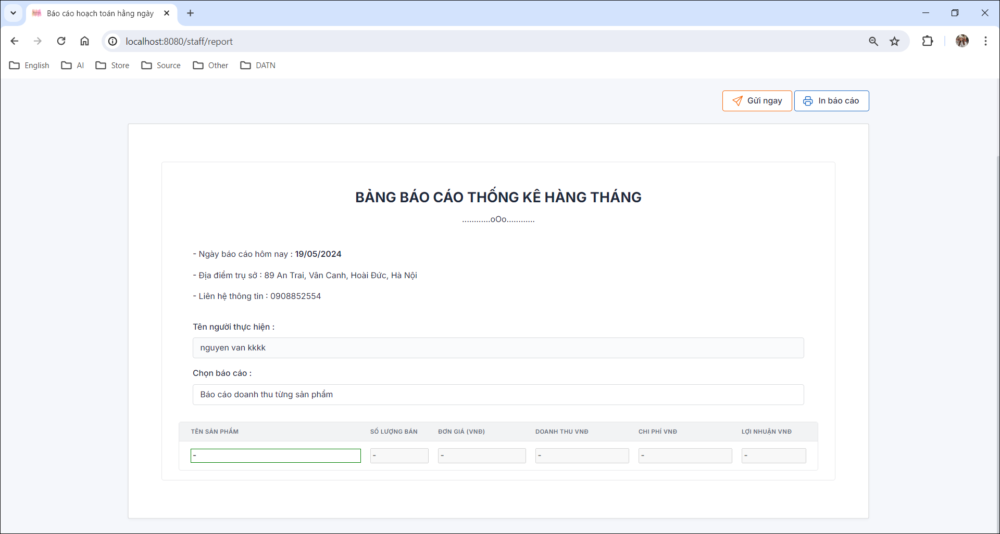 Báo cáo hoạch toán hằng ngày
localhost:8080/staff/report
English AI Store Source Other DATN
Gửi ngay In báo cáo
BẢNG BÁO CÁO THỐNG KÊ HÀNG THÁNG
............oOo............
- Ngày báo cáo hôm nay : 19/05/2024
- Địa điểm trụ sở : 89 An Trai, Vân Canh, Hoài Đức, Hà Nội
- Liên hệ thông tin : 0908852554
Tên người thực hiện :
nguyen van kkkk
Chọn báo cáo :
Báo cáo doanh thu từng sản phẩm
TÊN SẢN PHẨM SỐ LƯỢNG BÁN ĐƠN GIÁ (VNĐ) DOANH THU VNĐ CHI PHÍ VNĐ LỢI NHUẬN VNĐ
- - - - - -